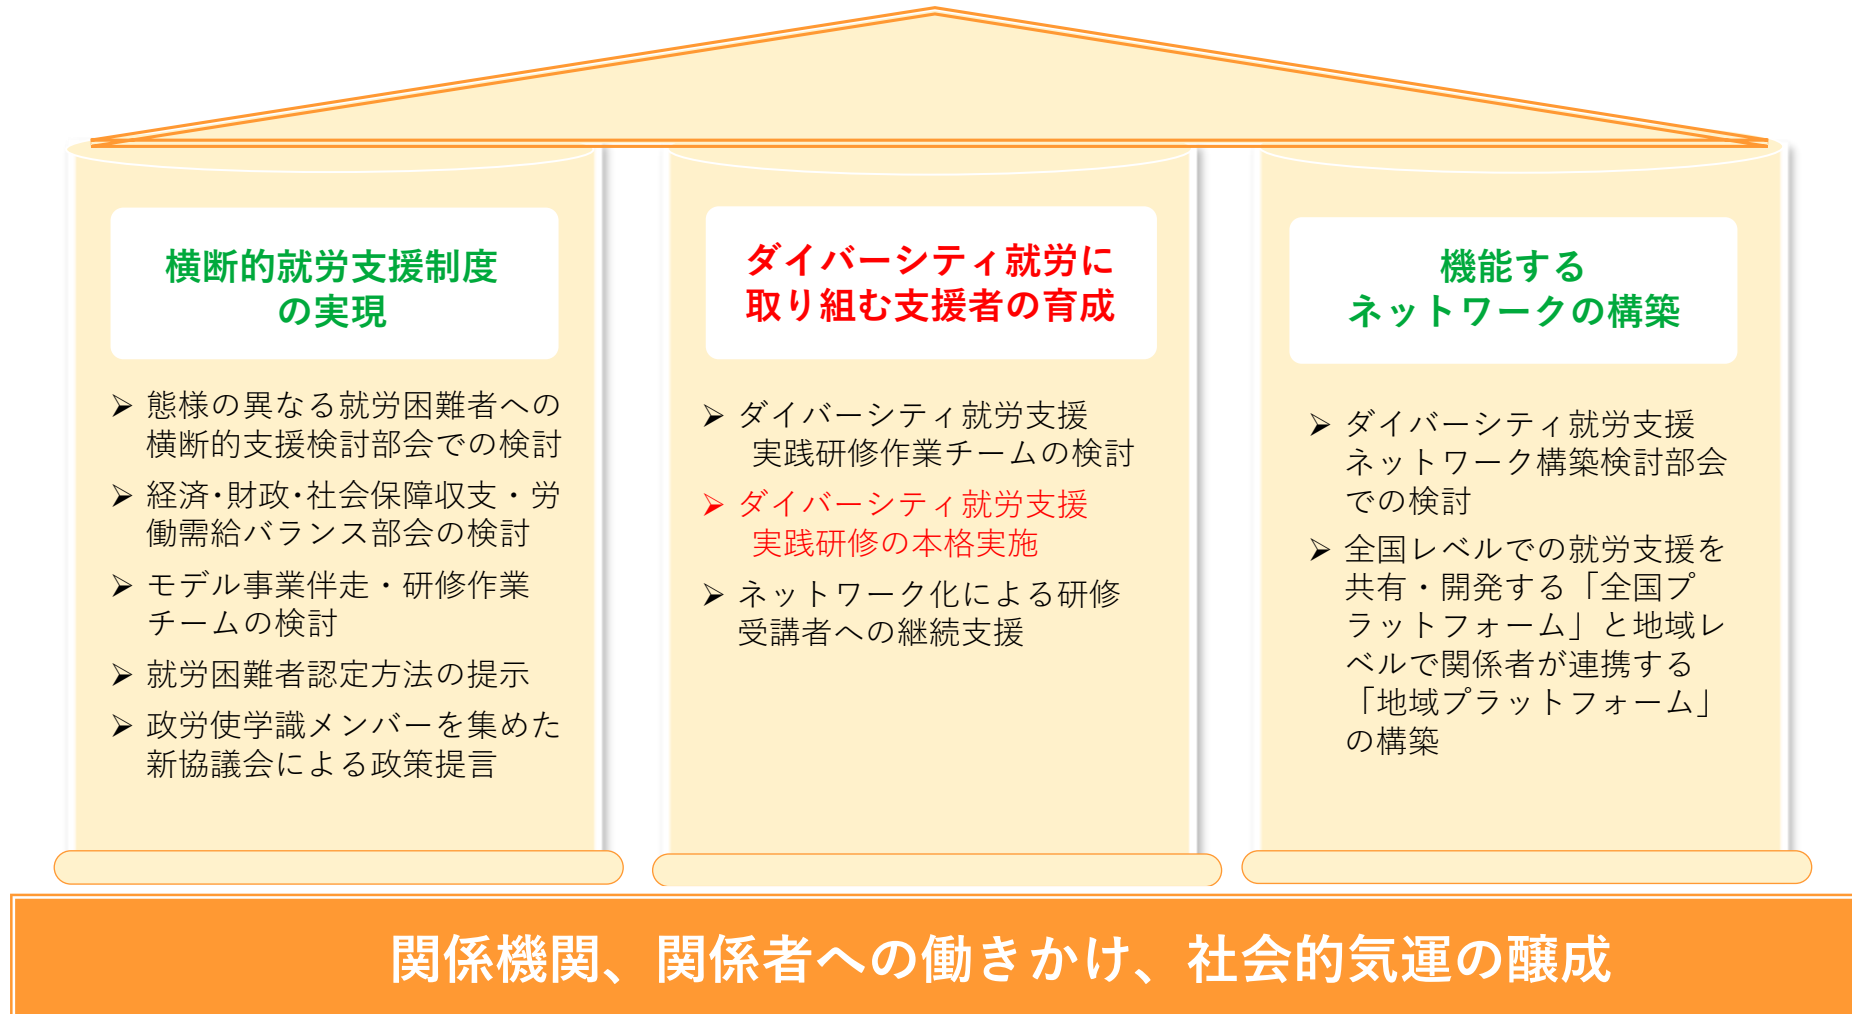 横断的就労支援制度
の実現
➢ 態様の異なる就労困難者への
横断的支援検討部会での検討
➢ 経済･財政･社会保障収支・労
働需給バランス部会の検討
➢ モデル事業伴走・研修作業
チームの検討
➢ 就労困難者認定方法の提示
➢ 政労使学識メンバーを集めた
新協議会による政策提言
ダイバーシティ就労に
取り組む支援者の育成
➢ ダイバーシティ就労支援
実践研修作業チームの検討
➢ ダイバーシティ就労支援
実践研修の本格実施
➢ ネットワーク化による研修
受講者への継続支援
機能する
ネットワークの構築
➢ ダイバーシティ就労支援
ネットワーク構築検討部会
での検討
➢ 全国レベルでの就労支援を
共有・開発する「全国プ
ラットフォーム」と地域レ
ベルで関係者が連携する
「地域プラットフォーム」
の構築
関係機関、関係者への働きかけ、社会的気運の醸成